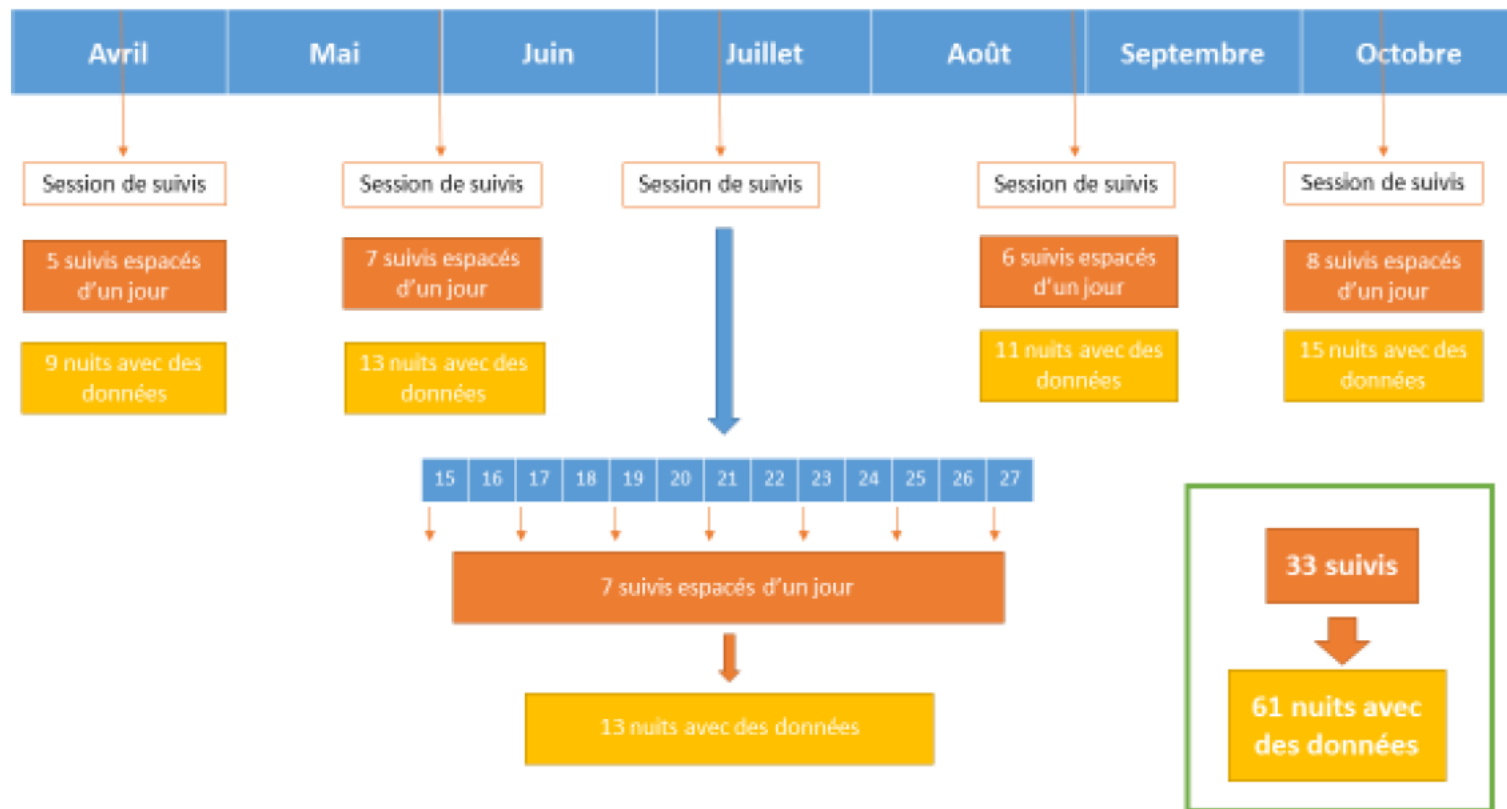 Avril Mai Juin Juillet Août Septembre Octobre
Session de suivis
Session de suivis
Session de suivis
Session de suivis
Session de suivis
5 suivis espacés
d'un jour
7 suivis espacés
d'un jour
6 suivis espacés
d'un jour
8 suivis espacés
d'un jour
9 nuits avec des
données
13 nuits avec des
données
11 nuits avec des
données
15 nuits avec des
données
15 16 17 18 19 20 21 22 23 24 25 26 27
7 suivis espacés d'un jour
13 nuits avec des données
33 suivis
61 nuits avec
des données